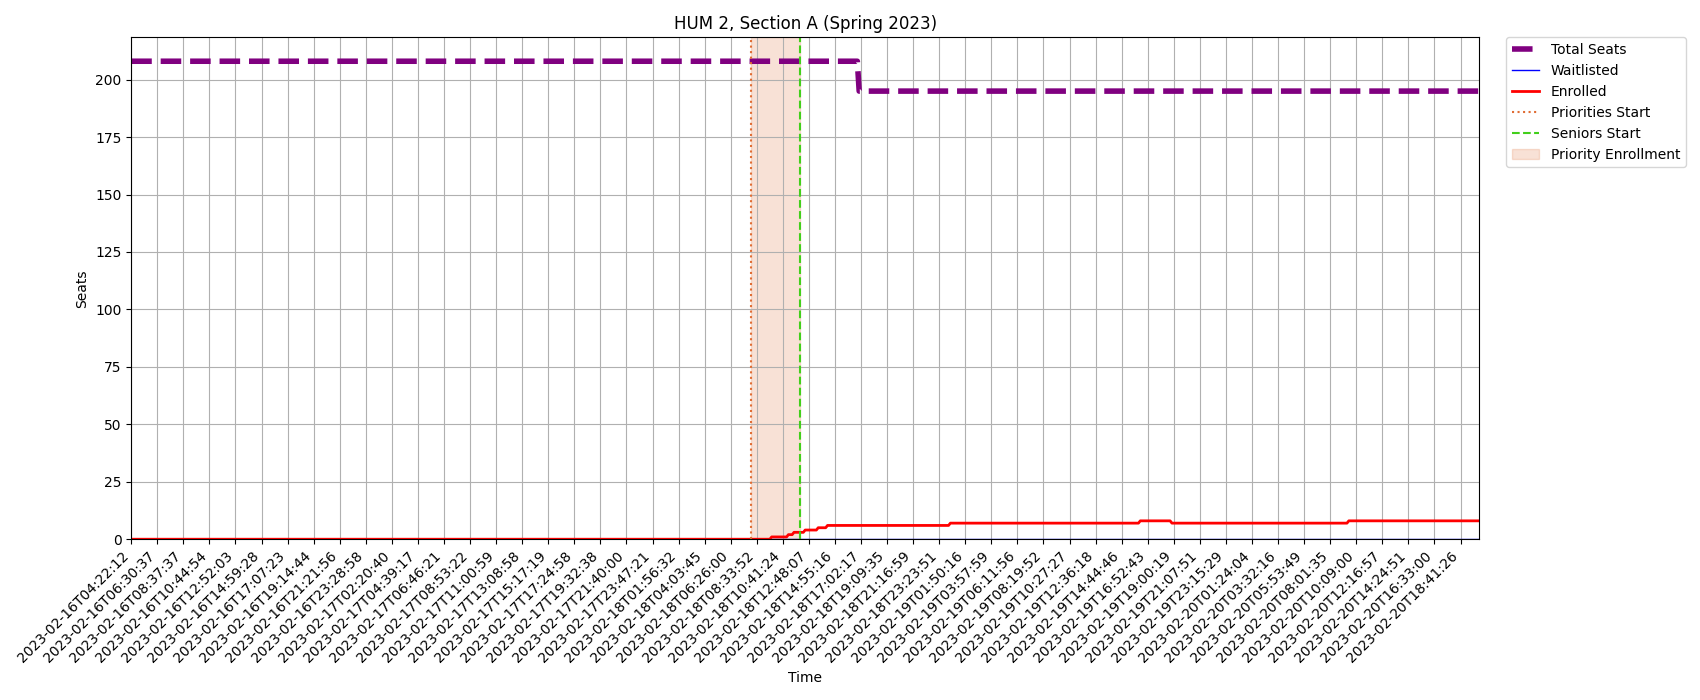 HUM 2, Section A (Spring 2023)
Total Seats
Waitlisted
Enrolled
Priorities Start
Seniors Start
Priority Enrollment
Seats
200
175
150
125
100
75
50
25
0
2023-02-16T04:22:12
2023-02-16T06:30:37
2023-02-16T08:37:37
2023-02-16T10:44:54
2023-02-16T12:52:03
2023-02-16T14:59:28
2023-02-16T17:07:23
2023-02-16T19:14:44
2023-02-16T21:21:56
2023-02-16T23:28:58
2023-02-17T02:20:40
2023-02-17T04:39:17
2023-02-17T06:46:21
2023-02-17T08:53:22
2023-02-17T11:00:59
2023-02-17T13:08:58
2023-02-17T15:17:19
2023-02-17T17:24:58
2023-02-17T19:32:38
2023-02-17T21:40:00
2023-02-17T23:47:21
2023-02-18T01:56:32
2023-02-18T04:03:45
2023-02-18T06:26:00
2023-02-18T08:33:52
2023-02-18T10:41:24
2023-02-18T12:48:07
2023-02-18T14:55:16
2023-02-18T17:02:17
2023-02-18T19:09:35
2023-02-18T21:16:59
2023-02-18T23:23:51
2023-02-19T01:50:16
2023-02-19T03:57:59
2023-02-19T06:11:56
2023-02-19T08:19:52
2023-02-19T10:27:27
2023-02-19T12:36:18
2023-02-19T14:44:46
2023-02-19T16:52:43
2023-02-19T19:00:19
2023-02-19T21:07:51
2023-02-19T23:15:29
2023-02-20T01:24:04
2023-02-20T03:32:16
2023-02-20T05:53:49
2023-02-20T08:01:35
2023-02-20T10:09:00
2023-02-20T12:16:57
2023-02-20T14:24:51
2023-02-20T16:33:00
2023-02-20T18:41:26
Time